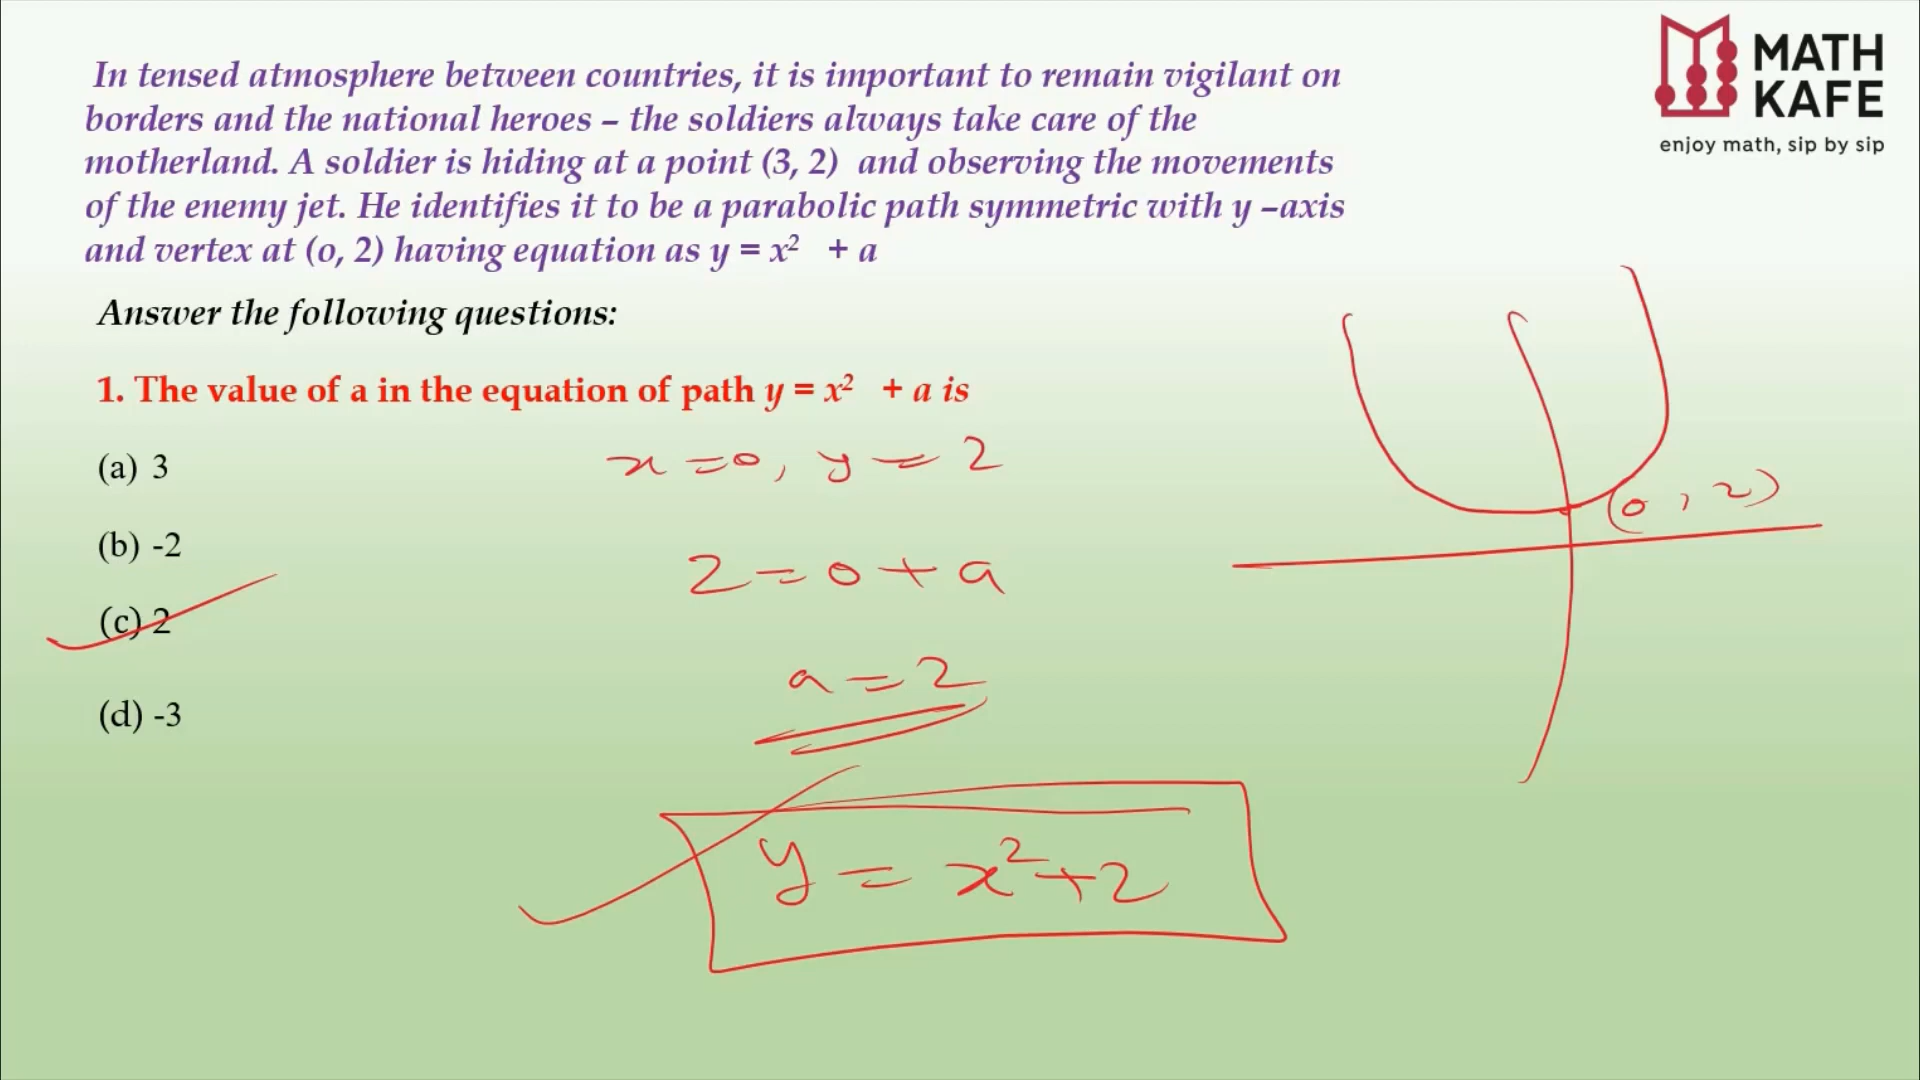 In tensed atmosphere between countries, it is important to remain vigilant on
borders and the national heroes – the soldiers always take care of the
motherland. A soldier is hiding at a point (3, 2) and observing the movements
of the enemy jet. He identifies it to be a parabolic path symmetric with y –axis
and vertex at (0, 2) having equation as y = x² + a
MATH
KAFE
enjoy math, sip by sip
Answer the following questions:
1. The value of a in the equation of path y = x² + a is
(a) 3
(b) -2
(c) 2
(d) -3
x = 0, y = 2
2 = 0 + a
a = 2
y = x² + 2
(0, 2)